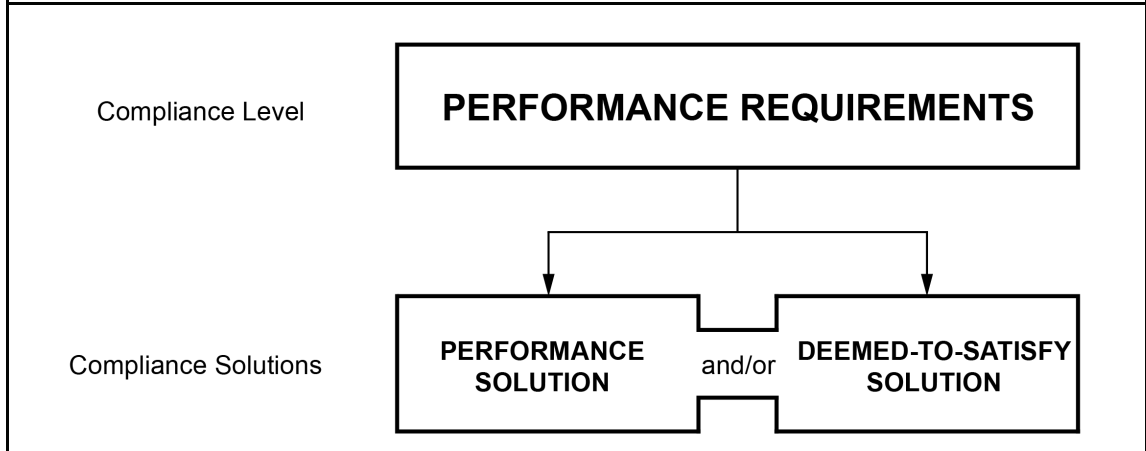 Compliance Level
PERFORMANCE REQUIREMENTS
Compliance Solutions
PERFORMANCE
SOLUTION
and/or
DEEMED-TO-SATISFY
SOLUTION